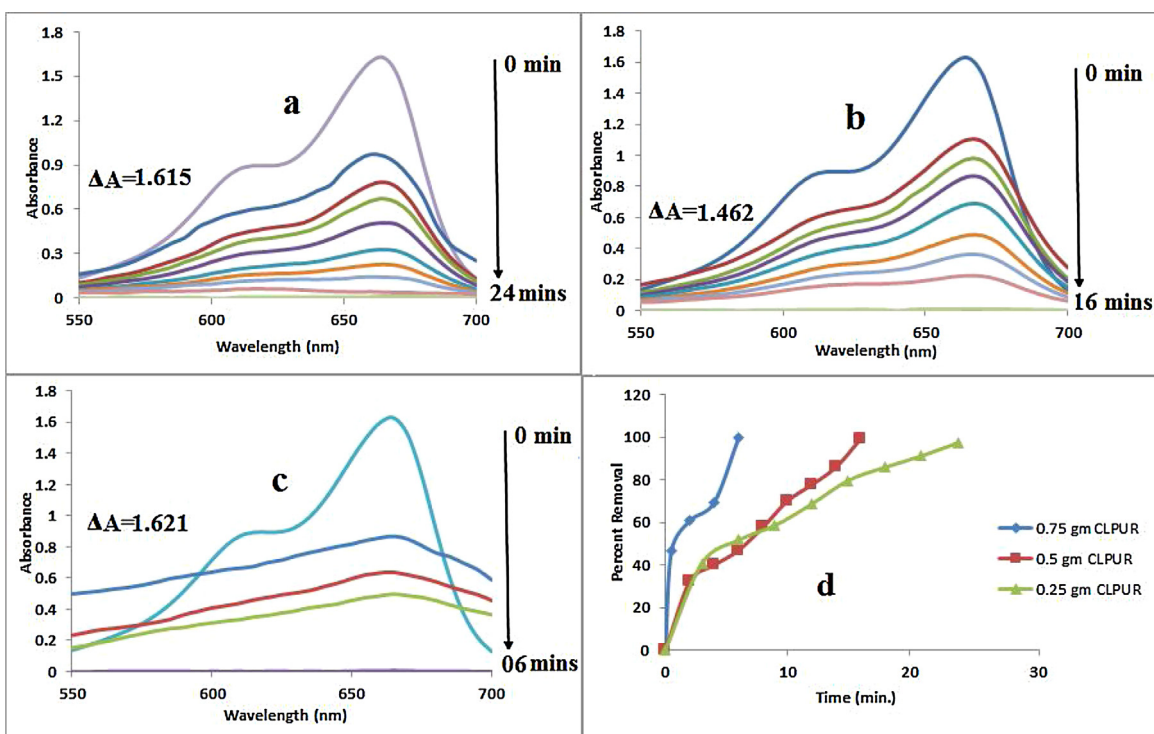 1.8
1.5
1.2
0.9
0.6
0.3
0
Absorbance
a
ΔA=1.615
0 min
24 mins
550
600
650
700
Wavelength (nm)
1.8
1.6
1.4
1.2
1
0.8
0.6
0.4
0.2
0
Absorbance
b
ΔA=1.462
0 min
16 mins
550
600
650
700
Wavelength (nm)
1.8
1.6
1.4
1.2
1
0.8
0.6
0.4
0.2
0
Absorbance
c
ΔA=1.621
0 min
06 mins
550
600
650
700
Wavelength (nm)
120
100
80
60
40
20
0
Percent Removal
d
0.75 gm CLPUR
0.5 gm CLPUR
0.25 gm CLPUR
0
10
20
30
Time (min.)